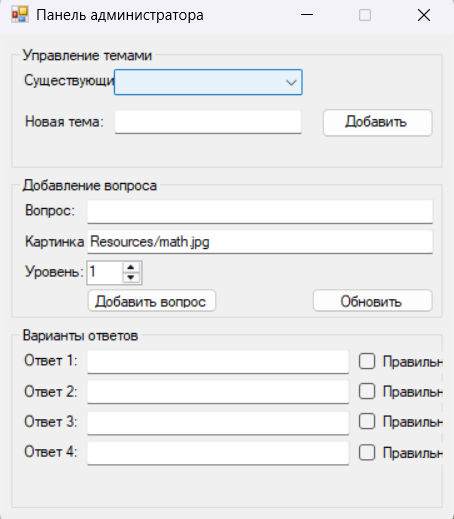 Панель администратора
Управление темами
Существующи
Новая тема:
Добавить
Добавление вопроса
Вопрос:
Картинка Resources/math.jpg
Уровень: 1
Добавить вопрос Обновить
Варианты ответов
Ответ 1: Правильн
Ответ 2: Правильн
Ответ 3: Правильн
Ответ 4: Правильн